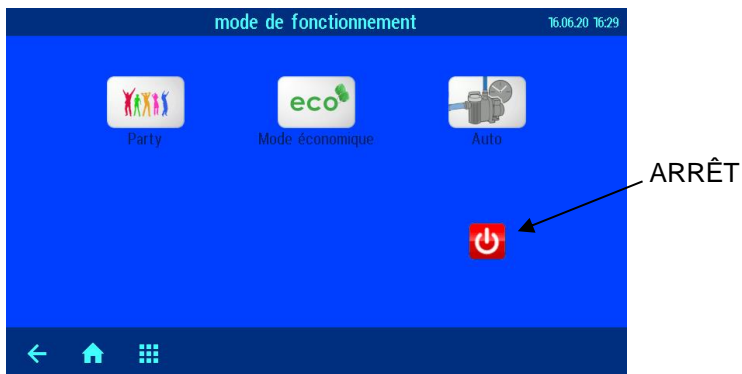 mode de fonctionnement 16.06.20 16:29
eco
Party Mode économique Auto
ARRÊT